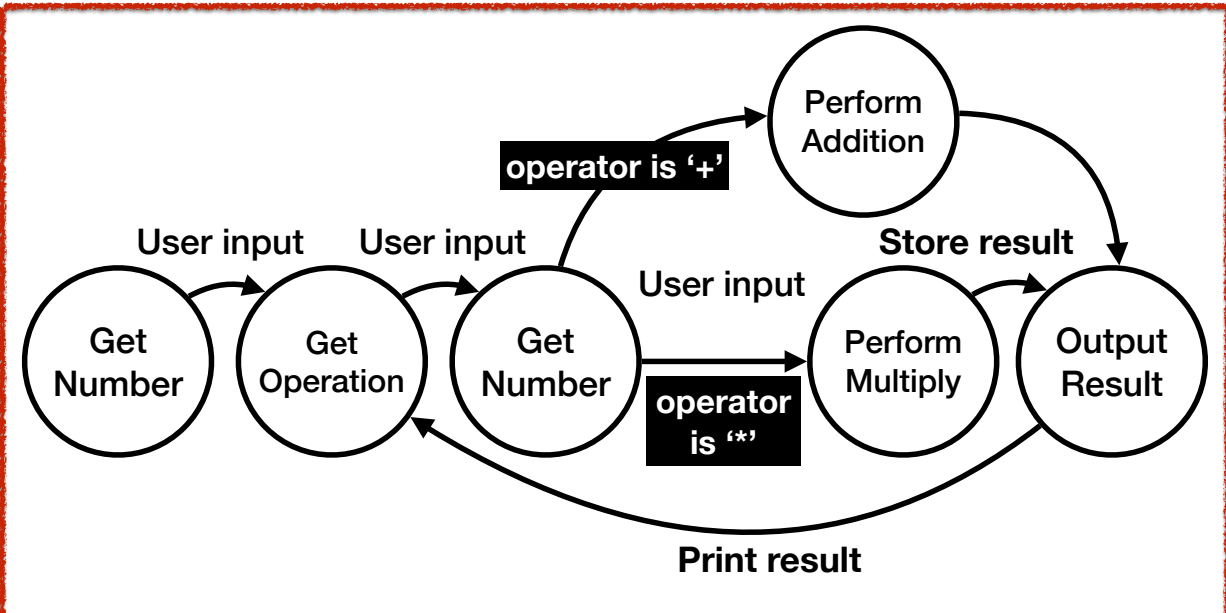 Perform
Addition
operator is ‘+’
User input
User input
Store result
User input
Get
Number
Get
Operation
Get
Number
Perform
Multiply
Output
Result
operator
is ‘*’
Print result